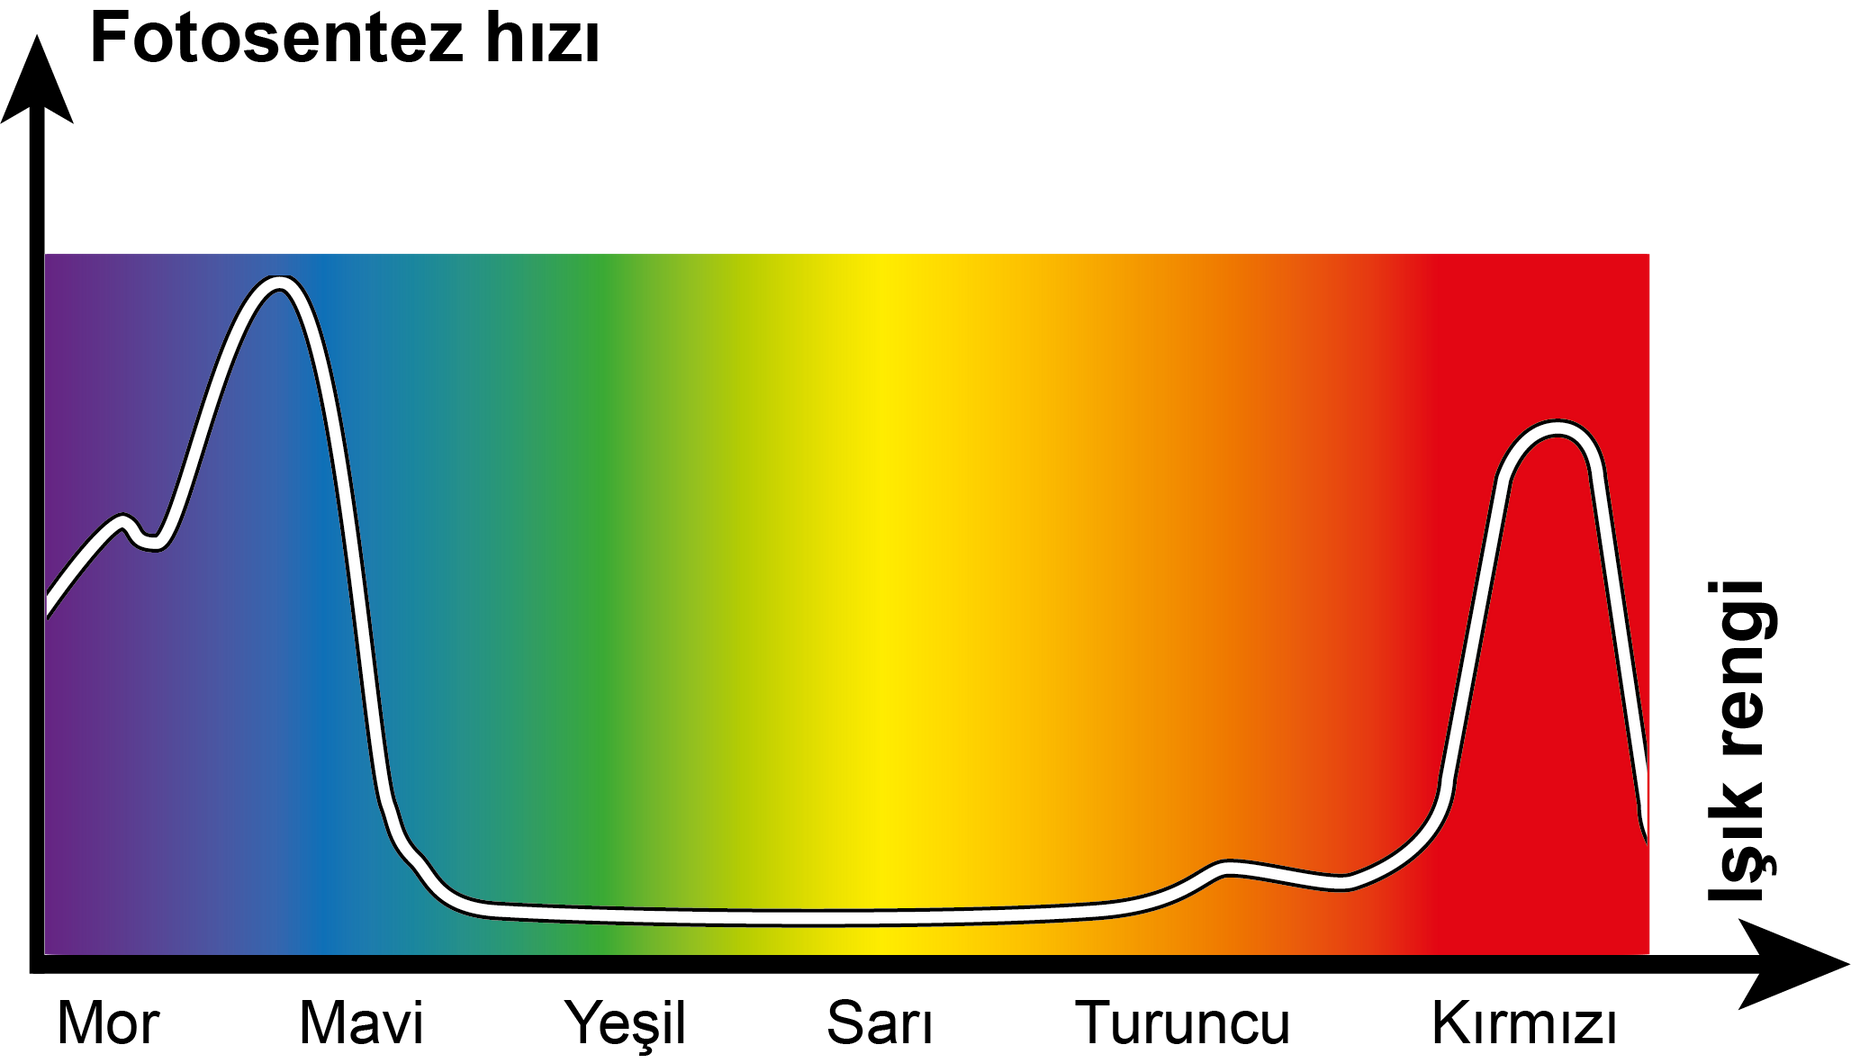 Fotosentez hızı
Işık rengi
Mor
Mavi
Yeşil
Sarı
Turuncu
Kırmızı